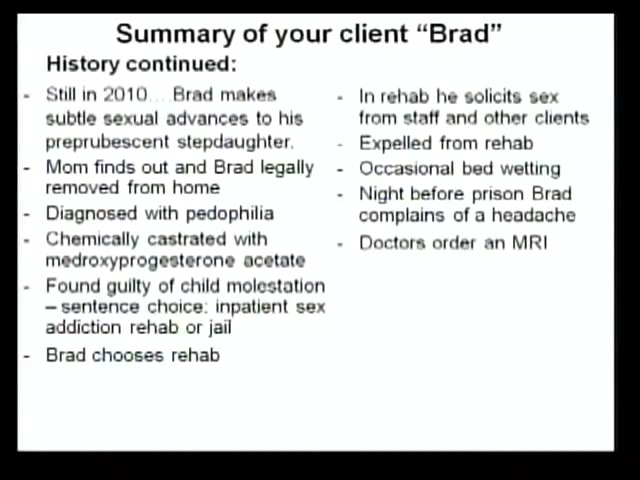 Summary of your client “Brad”
History continued:
- Still in 2010….Brad makes
subtle sexual advances to his
preprubescent stepdaughter.
- Mom finds out and Brad legally
removed from home
- Diagnosed with pedophilia
- Chemically castrated with
medroxyprogesterone acetate
- Found guilty of child molestation
– sentence choice: inpatient sex
addiction rehab or jail
- Brad chooses rehab
- In rehab he solicits sex
from staff and other clients
- Expelled from rehab
- Occasional bed wetting
- Night before prison Brad
complains of a headache
- Doctors order an MRI